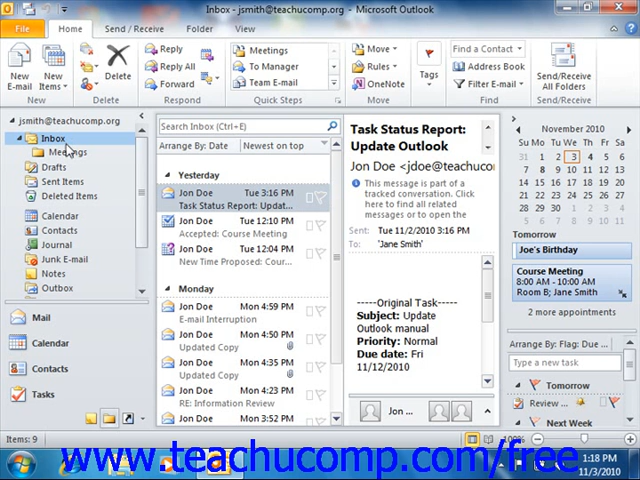 Inbox - jsmith@teachucomp.org - Microsoft Outlook
File Home Send / Receive Folder View
New E-mail
New Items
Delete
Reply
Reply All
Forward
Meetings
To Manager
Team E-mail
Move
Rules
OneNote
Tags
Find a Contact
Address Book
Filter E-mail
Send/Receive All Folders
New Delete Respond Quick Steps Move Find Send/Receive
jsmith@teachucomp.org
Inbox
Meetings
Drafts
Sent Items
Deleted Items
Calendar
Contacts
Journal
Junk E-mail
Notes
Outbox
Mail
Calendar
Contacts
Tasks
Search Inbox (Ctrl+E)
Arrange By: Date Newest on top
Yesterday
Jon Doe Tue 3:16 PM
Task Status Report: Updat...
Jon Doe Tue 12:10 PM
Accepted: Course Meeting
Jon Doe Tue 12:04 PM
New Time Proposed: Cour...
Monday
Jon Doe Mon 4:59 PM
E-mail Interruption
Jon Doe Mon 4:50 PM
Updated Copy
Jon Doe Mon 4:35 PM
Updated Copy
Jon Doe Mon 4:23 PM
RE: Information Review
Jon Doe Mon 3:52 PM
Task Status Report:
Update Outlook
Jon Doe <jdoe@teachuco
This message is part of a
tracked conversation. Click
here to find all related
messages or to open the
Sent: Tue 11/2/2010 3:16 PM
To: 'Jane Smith'
-----Original Task-----
Subject: Update
Outlook manual
Priority: Normal
Due date: Fri
11/12/2010
Jon ...
November 2010
Su Mo Tu We Th Fr Sa
31 1 2 3 4 5 6
7 8 9 10 11 12 13
14 15 16 17 18 19 20
21 22 23 24 25 26 27
28 29 30 1 2 3 4
5 6 7 8 9 10 11
Tomorrow
Joe's Birthday
Course Meeting
8:00 AM - 10:00 AM
Room B; Jane Smith
2 more appointments
Arrange By: Flag: Due ...
Type a new task
Tomorrow
Review ...
Next Week
Items: 9
100%
www.teachucomp.com/free
1:18 PM
11/3/2010